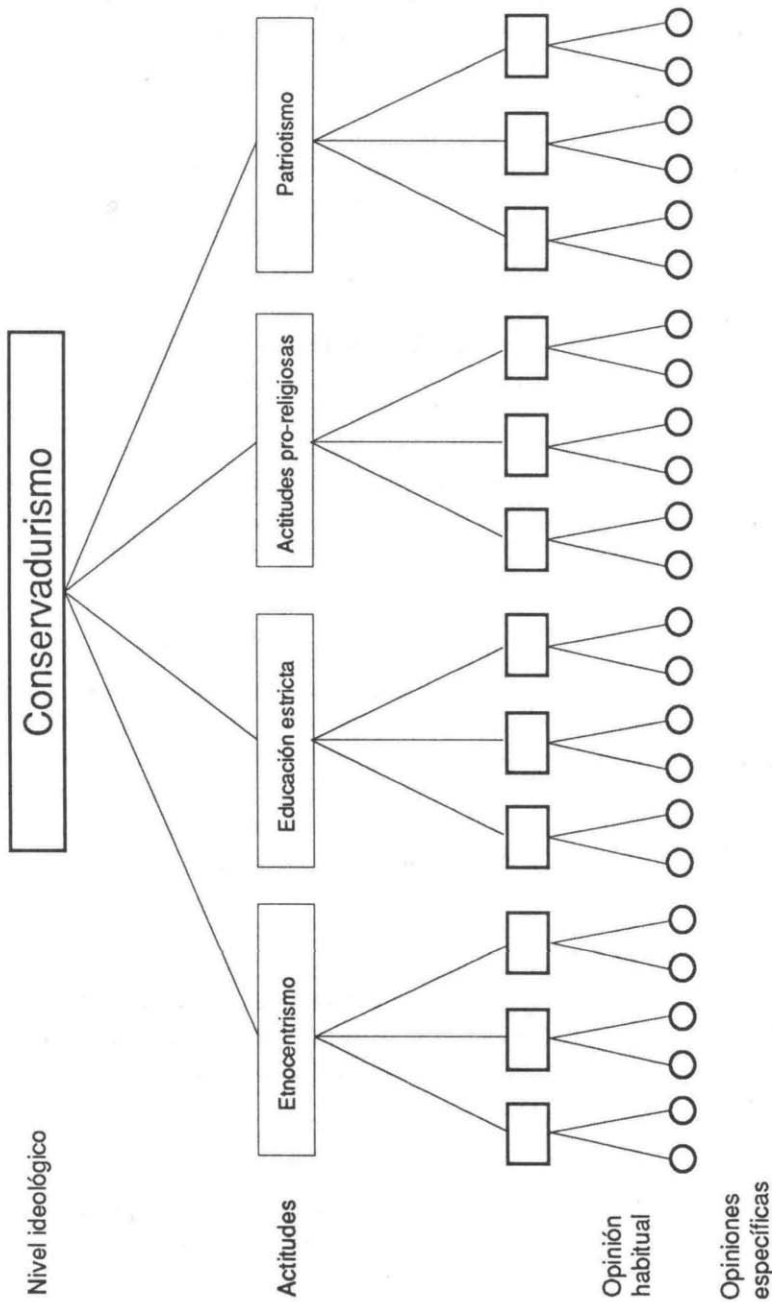 Nivel ideológico
Conservadurismo
Actitudes
Etnocentrismo
Educación estricta
Actitudes pro-religiosas
Patriotismo
Opinión
habitual
Opiniones
específicas